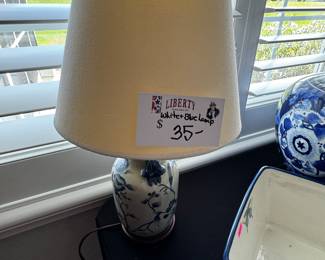 LIBERTY
White + Blue Lamp
$ 35-